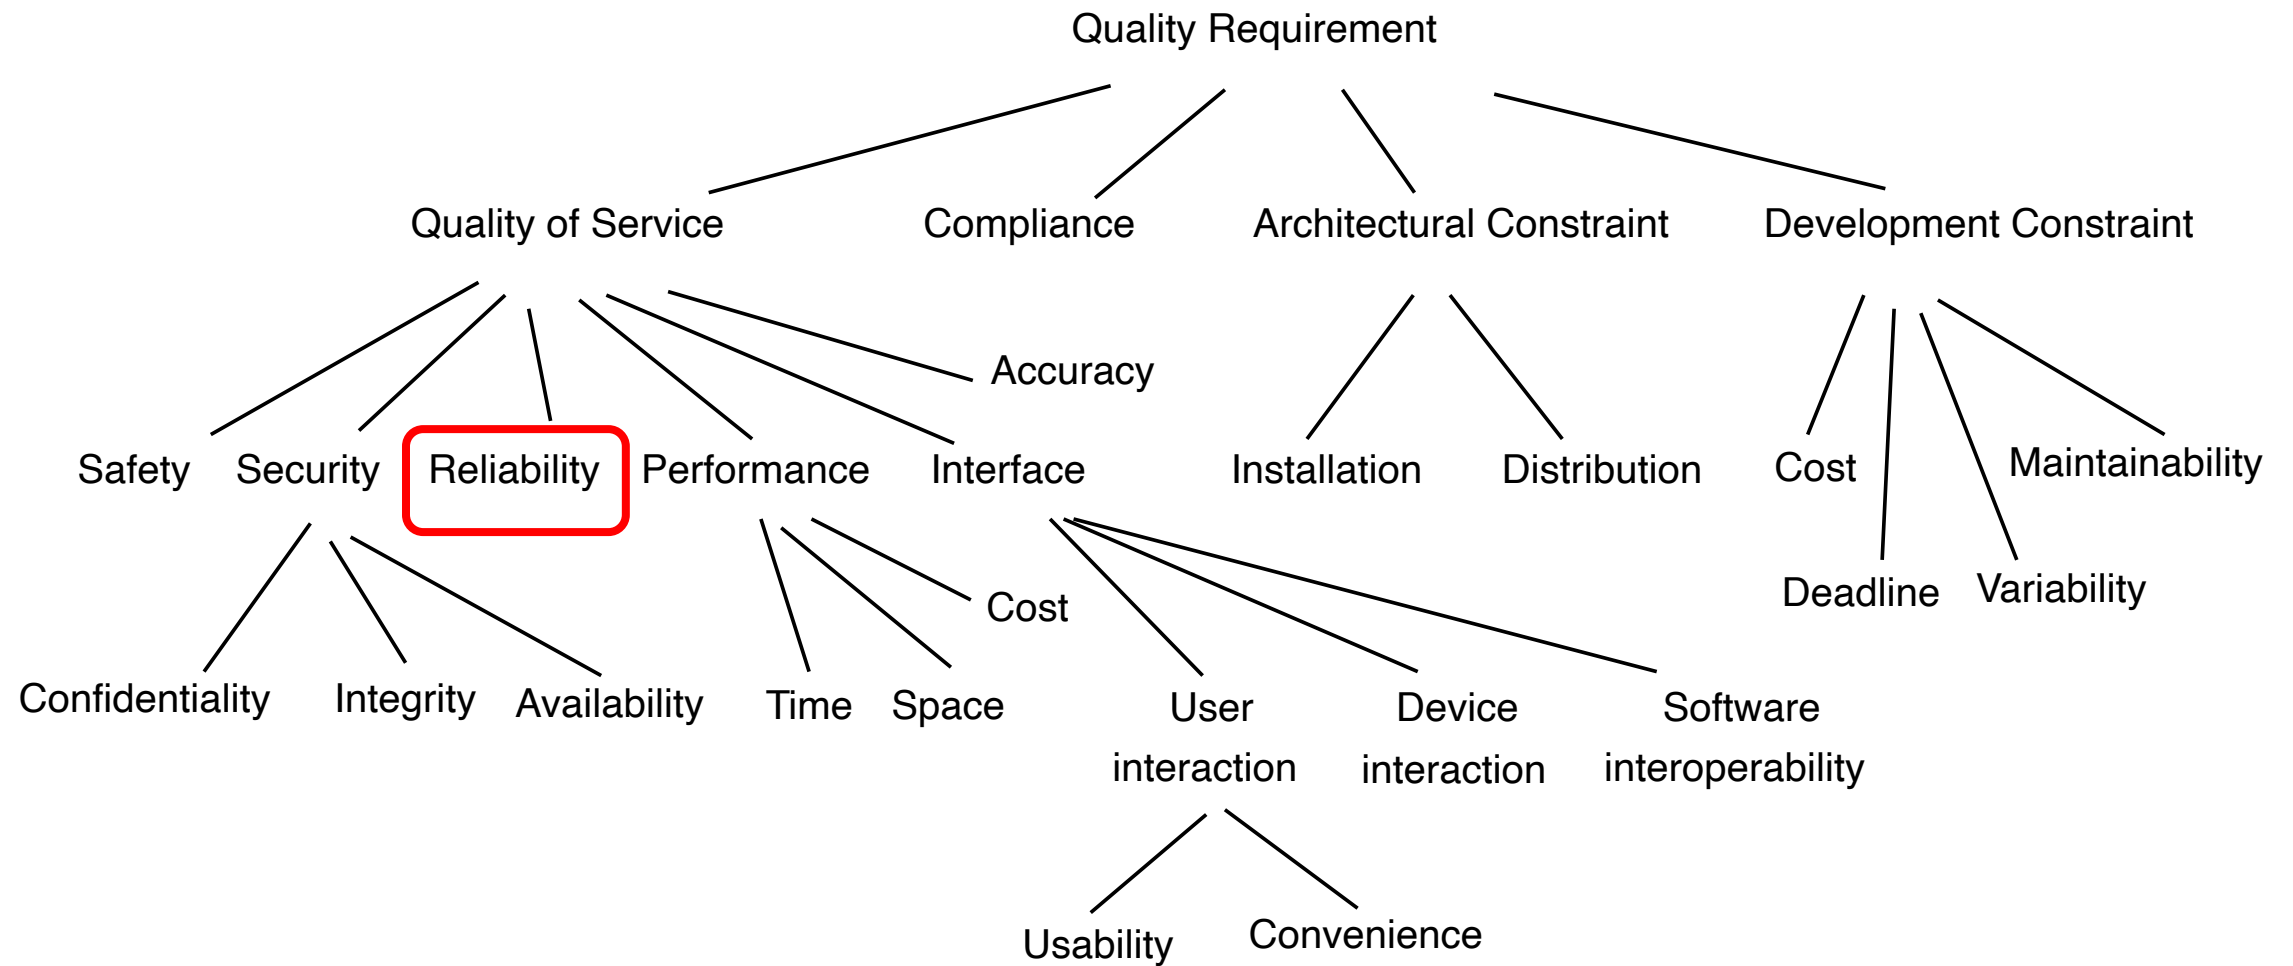 Quality Requirement
Quality of Service
Compliance
Architectural Constraint
Development Constraint
Accuracy
Safety
Security
Reliability
Performance
Interface
Installation
Distribution
Cost
Maintainability
Cost
Deadline
Variability
Confidentiality
Integrity
Availability
Time
Space
User
interaction
Device
interaction
Software
interoperability
Usability
Convenience